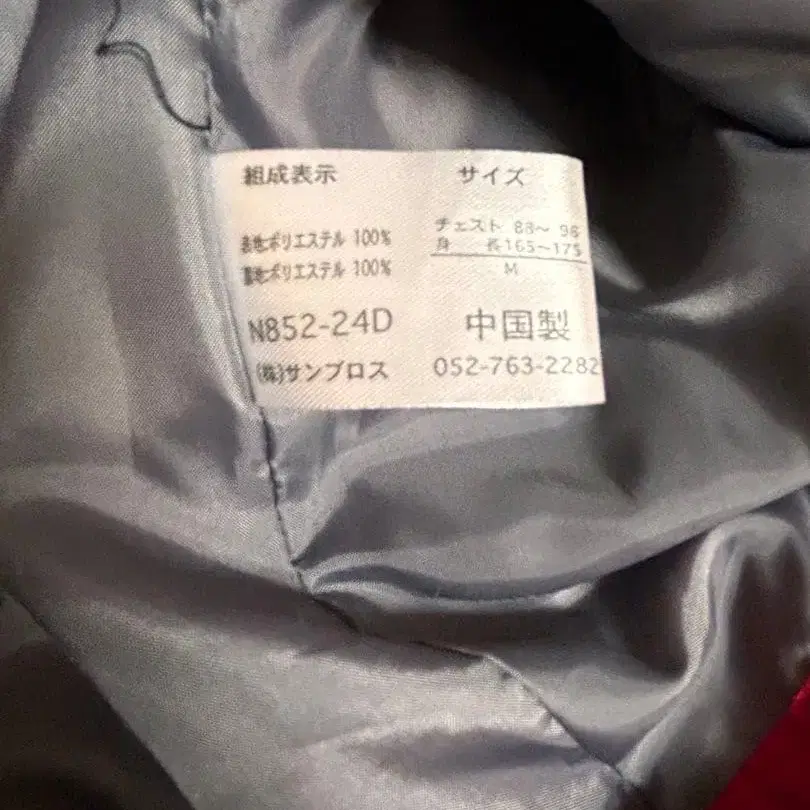 組成表示
表地:ポリエステル 100%
裏地:ポリエステル 100%
N852-24D
(株)サンブロス
サイズ
チェスト 88〜 96
身 長165〜175
M
中国製
052-763-2282